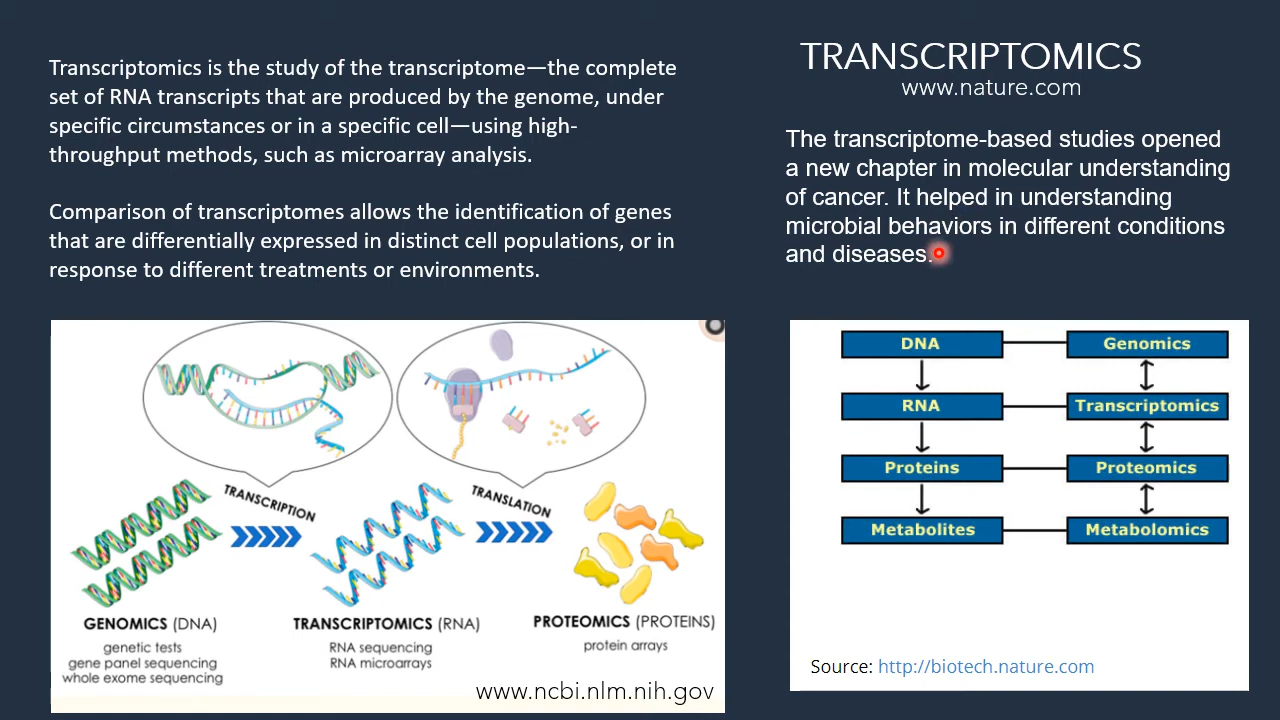 Transcriptomics is the study of the transcriptome—the complete
set of RNA transcripts that are produced by the genome, under
specific circumstances or in a specific cell—using high-
throughput methods, such as microarray analysis.
Comparison of transcriptomes allows the identification of genes
that are differentially expressed in distinct cell populations, or in
response to different treatments or environments.
TRANSCRIPTOMICS
www.nature.com
The transcriptome-based studies opened
a new chapter in molecular understanding
of cancer. It helped in understanding
microbial behaviors in different conditions
and diseases.
TRANSCRIPTION
TRANSLATION
GENOMICS (DNA)
genetic tests
gene panel sequencing
whole exome sequencing
TRANSCRIPTOMICS (RNA)
RNA sequencing
RNA microarrays
PROTEOMICS (PROTEINS)
protein arrays
www.ncbi.nlm.nih.gov
DNA
Genomics
RNA
Transcriptomics
Proteins
Proteomics
Metabolites
Metabolomics
Source: http://biotech.nature.com